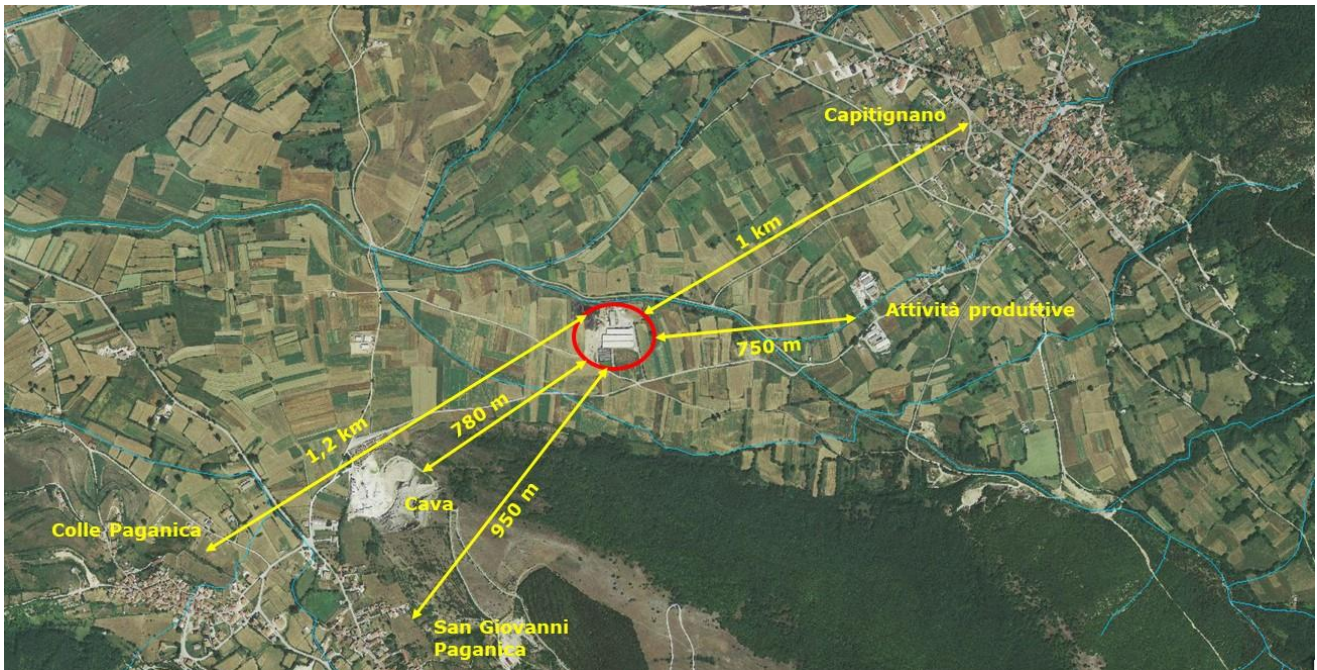 Capitignano
1 km
Attività produttive
750 m
780 m
1,2 km
950 m
Cava
Colle Paganica
San Giovanni
Paganica